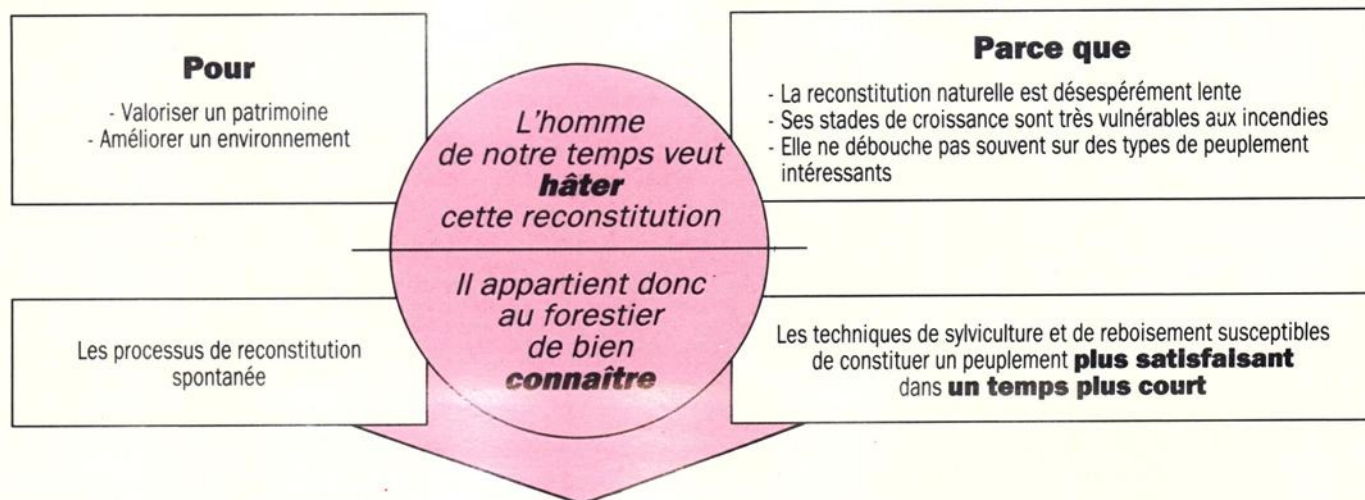 Pour
- Valoriser un patrimoine
- Améliorer un environnement
L'homme
de notre temps veut
hâter
cette reconstitution
Parce que
- La reconstitution naturelle est désespérément lente
- Ses stades de croissance sont très vulnérables aux incendies
- Elle ne débouche pas souvent sur des types de peuplement
intéressants
Les processus de reconstitution
spontanée
Il appartient donc
au forestier
de bien
connaître
Les techniques de sylviculture et de reboisement susceptibles
de constituer un peuplement plus satisfaisant
dans un temps plus court